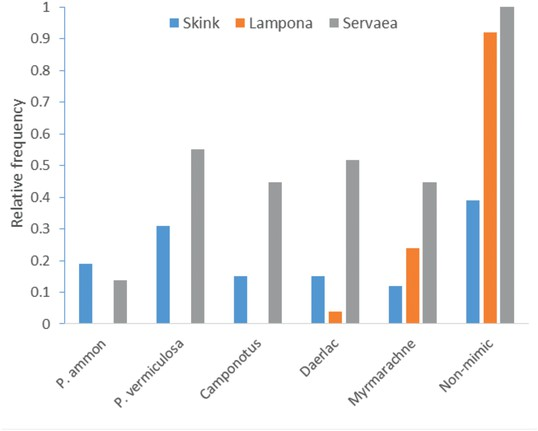 Skink Lampona Servaea
Relative frequency
1
0.9
0.8
0.7
0.6
0.5
0.4
0.3
0.2
0.1
0
P. ammon
P. vermiculosa
Camponotus
Daerlac
Myrmarachne
Non-mimic